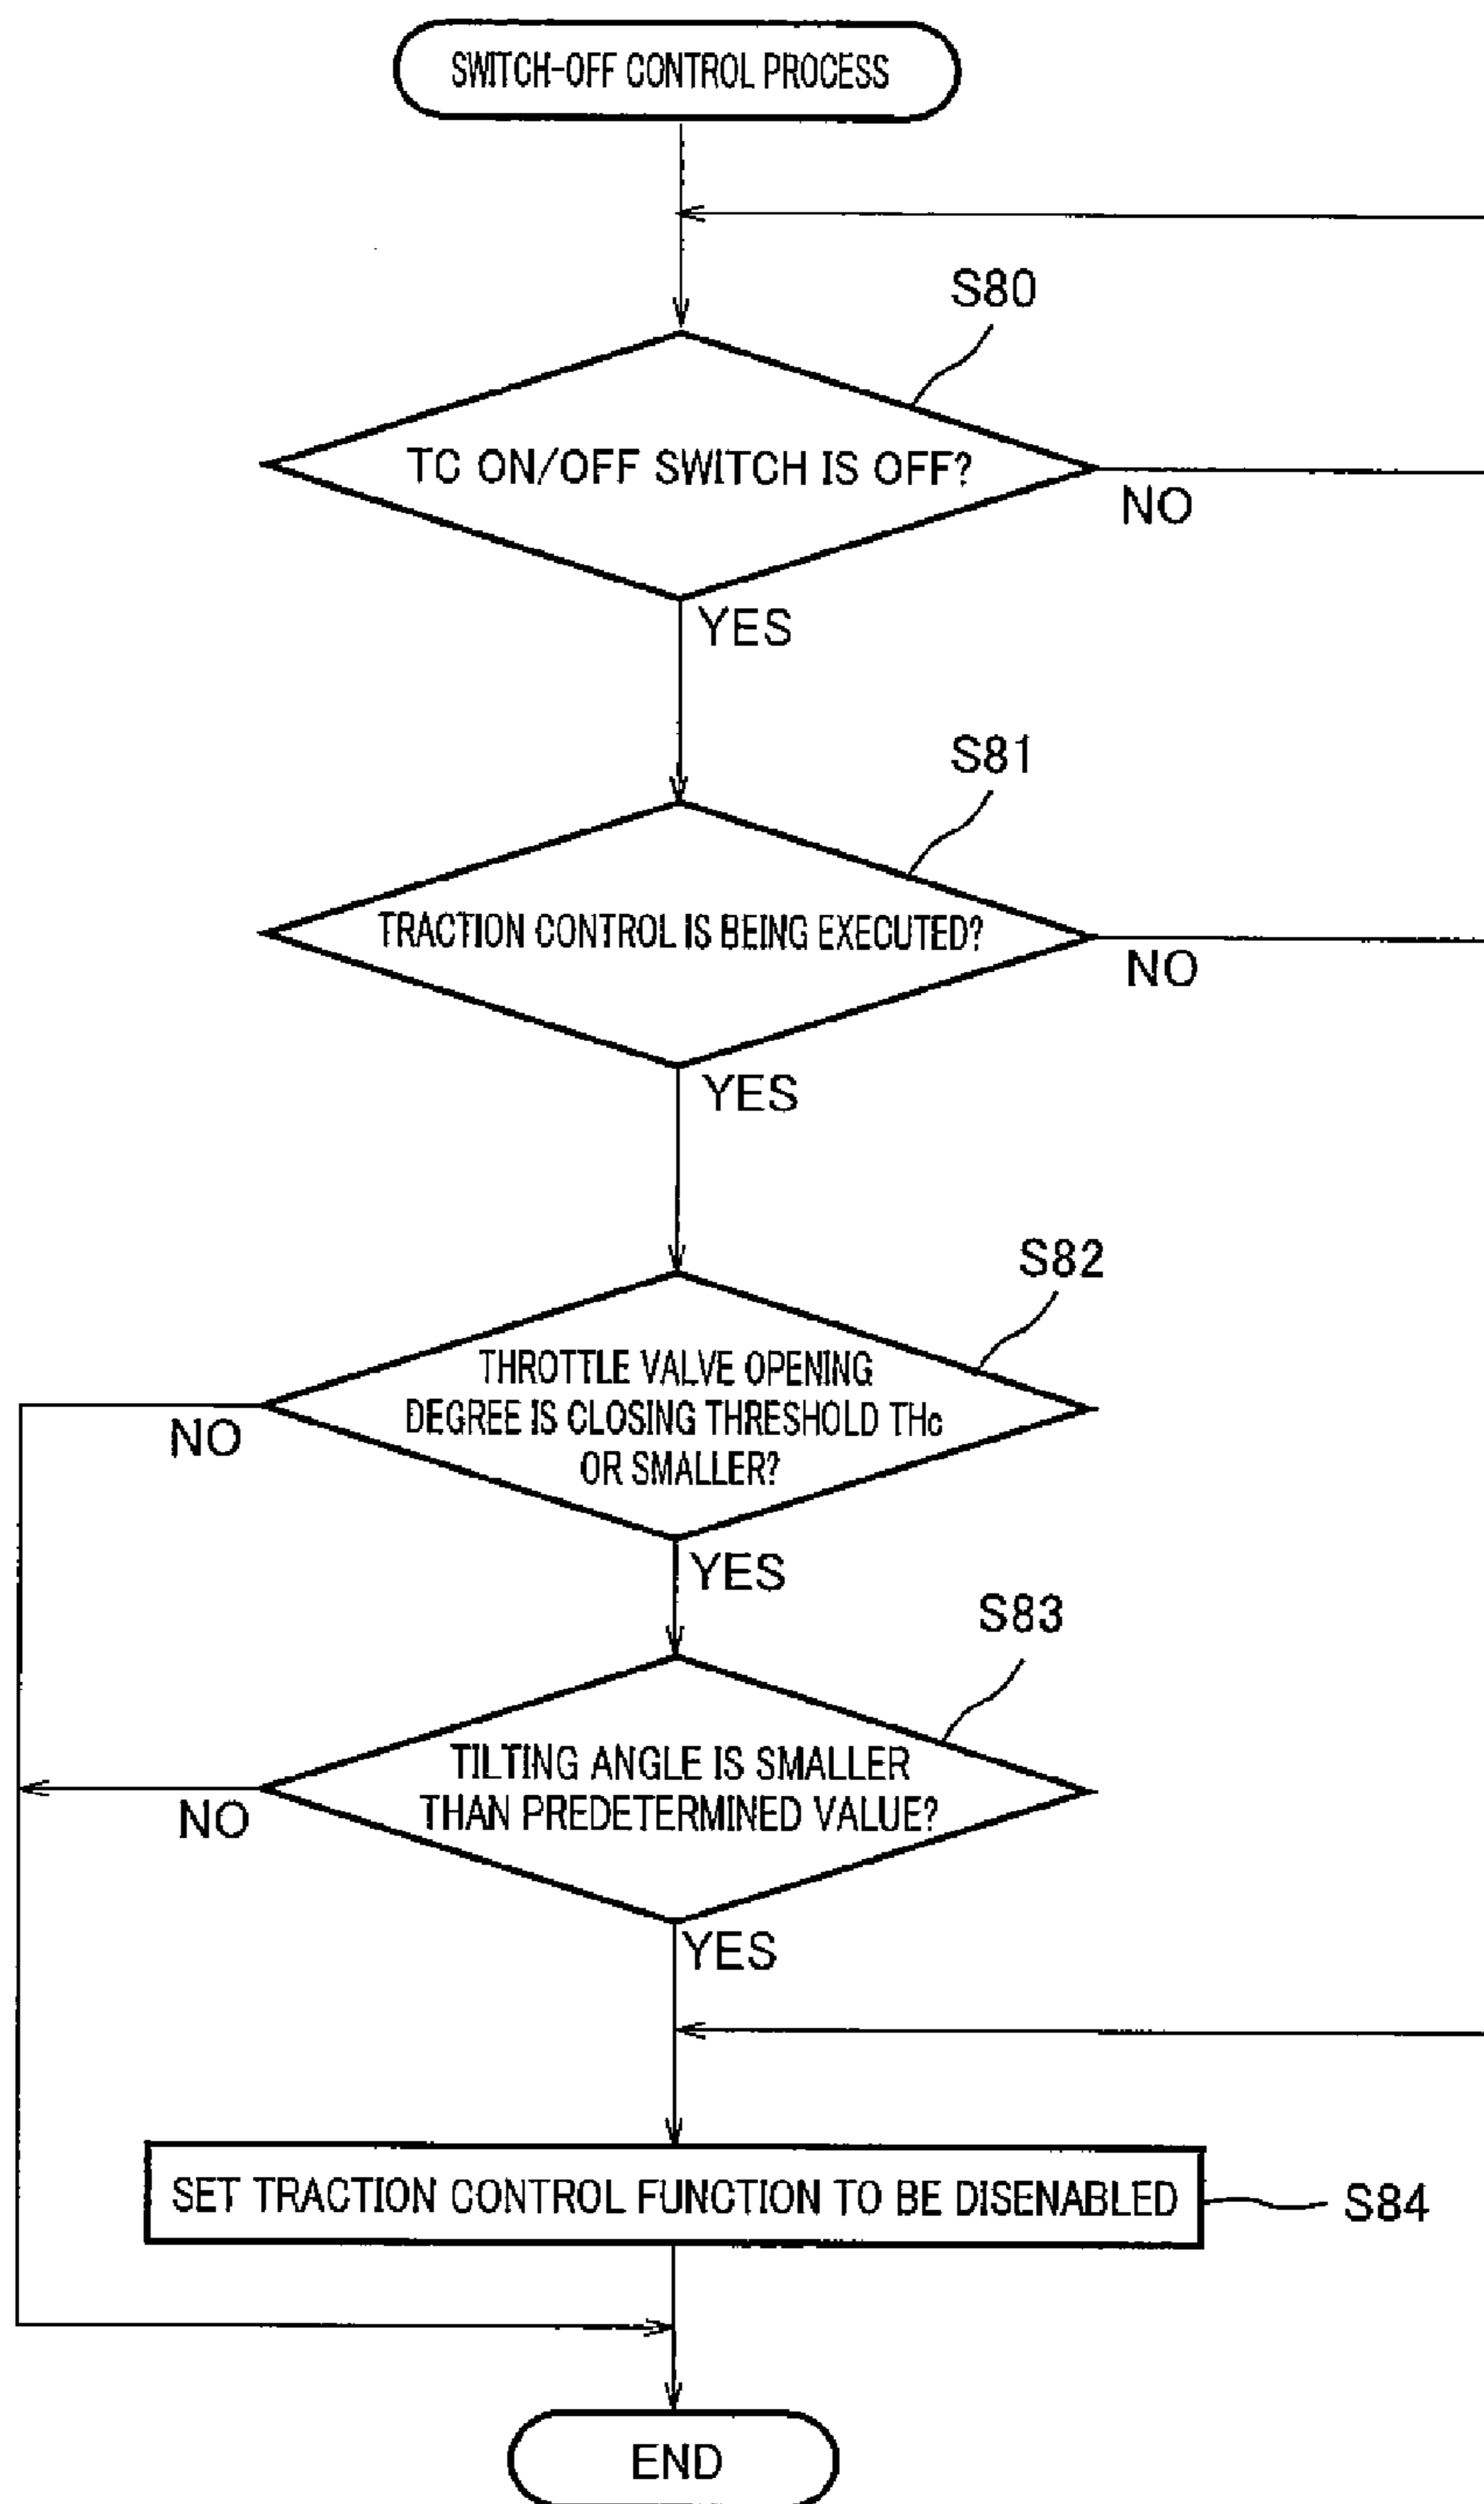 SWITCH-OFF CONTROL PROCESS
S80
TC ON/OFF SWITCH IS OFF?
NO
YES
S81
TRACTION CONTROL IS BEING EXECUTED?
NO
YES
S82
THROTTLE VALVE OPENING
DEGREE IS CLOSING THRESHOLD THc
OR SMALLER?
NO
YES
S83
TILTING ANGLE IS SMALLER
THAN PREDETERMINED VALUE?
NO
YES
SET TRACTION CONTROL FUNCTION TO BE DISENABLED
S84
END